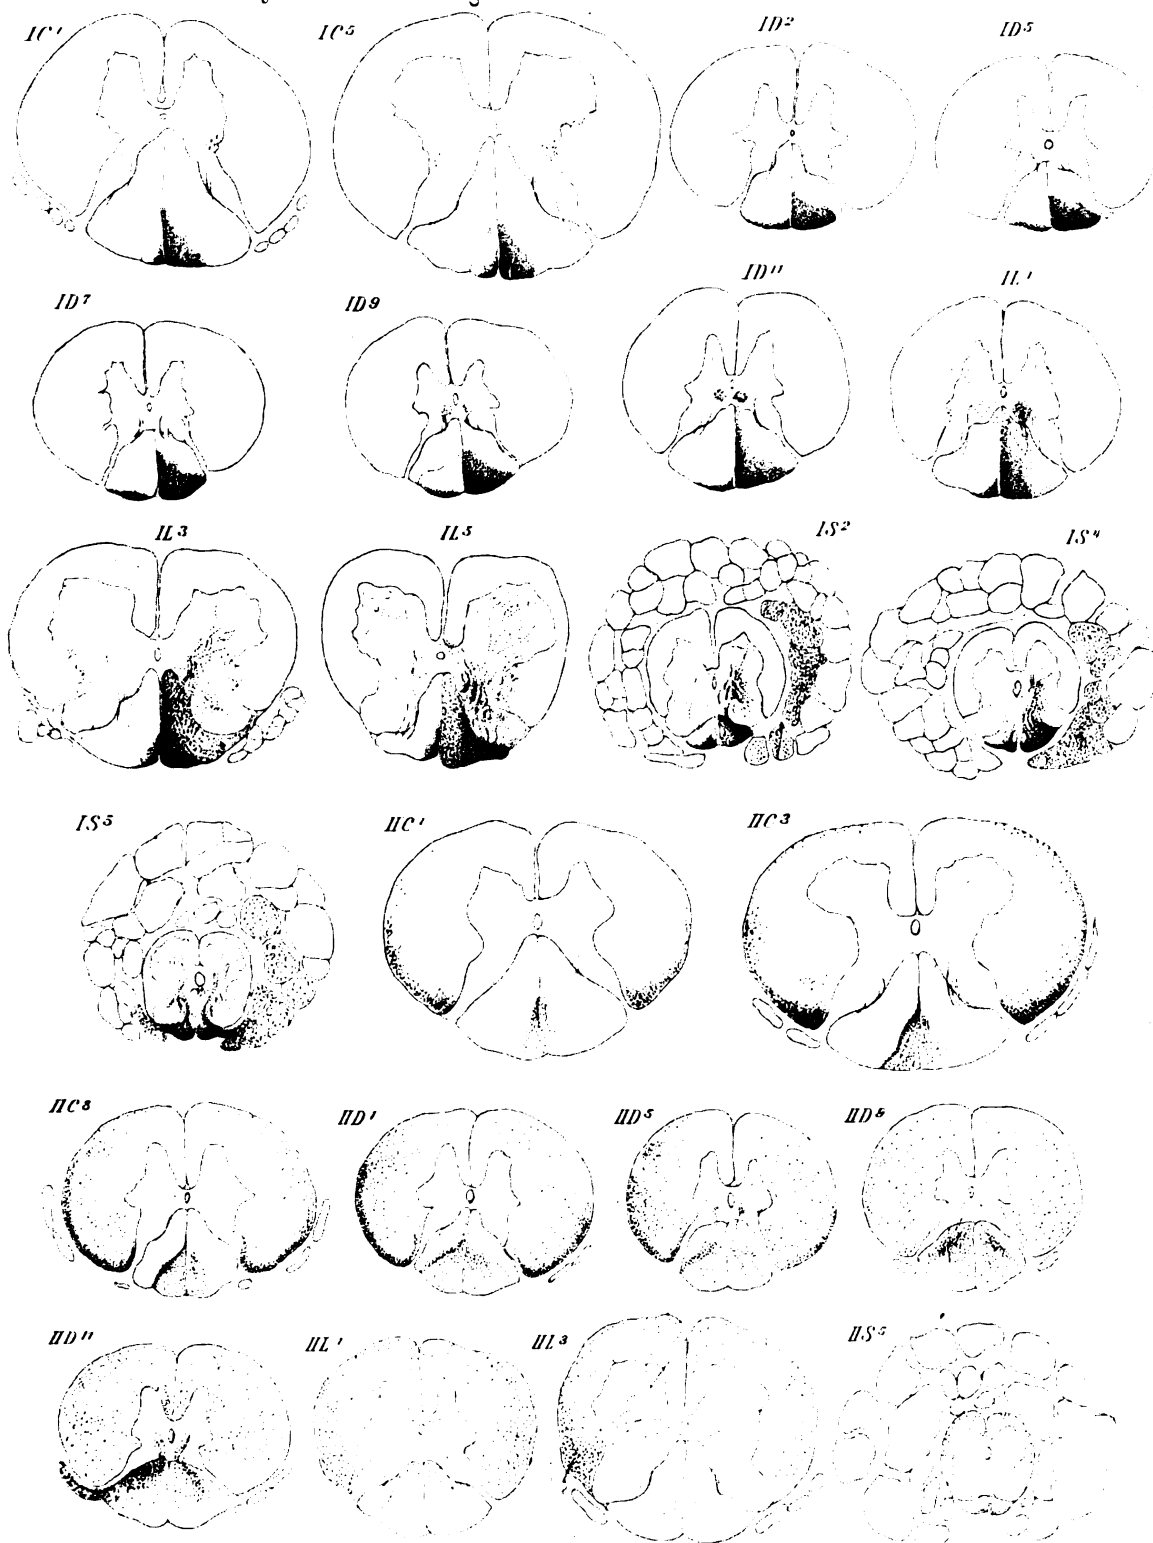 IC¹ IC⁵ ID² ID⁵
ID⁷ ID⁹ ID¹¹ IL¹
IL³ IL⁵ IS² IS⁴
IS⁵ IIC¹ IIC³
IIC⁸ IID¹ IID⁵ IID⁸
IID¹¹ IIL¹ IIL³ IIS⁵